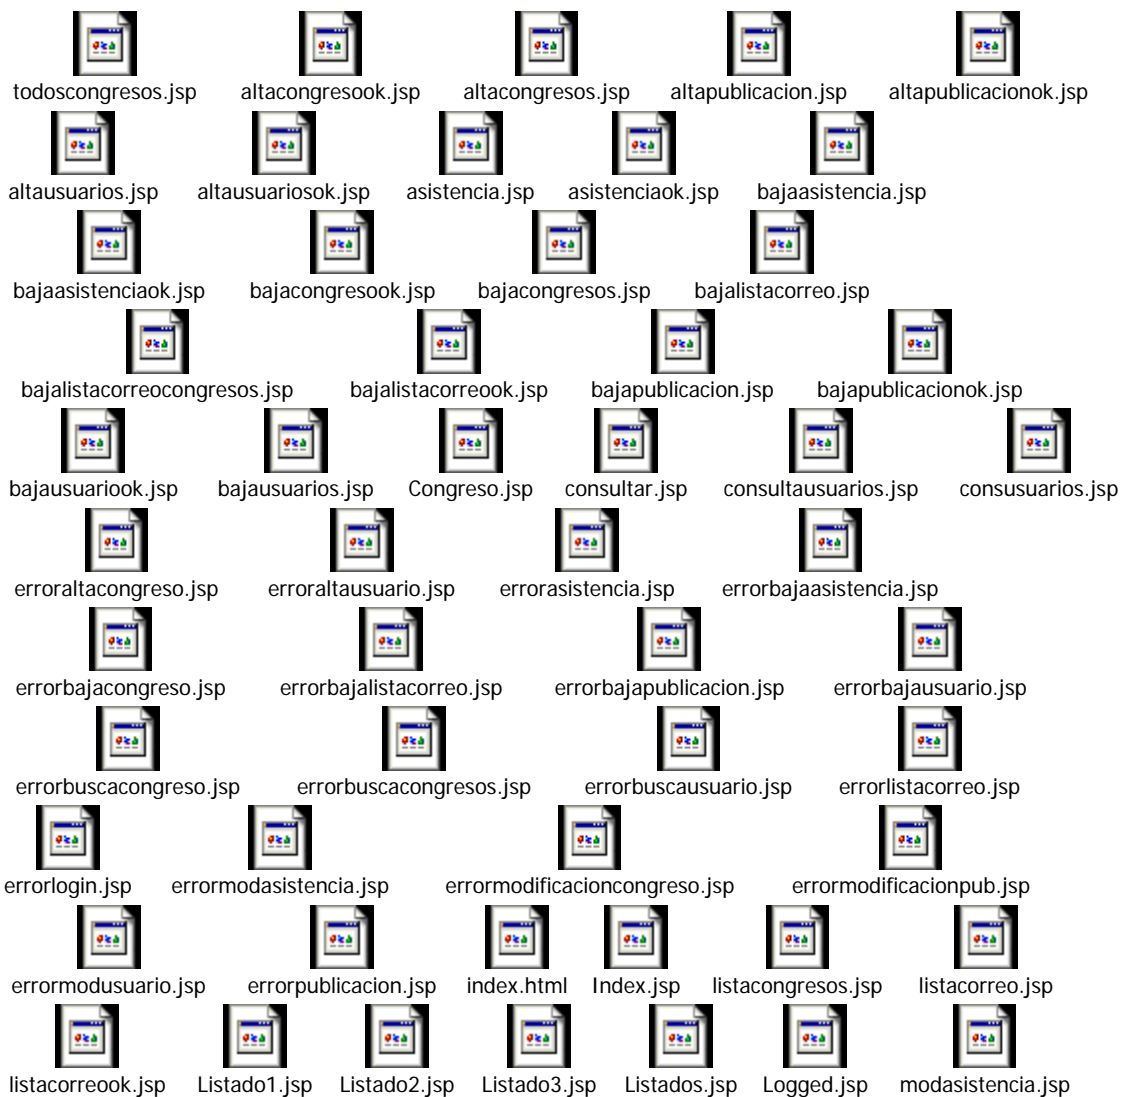 todoscongresos.jsp altacongresook.jsp altacongresos.jsp altapublicacion.jsp altapublicacionok.jsp
altausuarios.jsp altausuariosok.jsp asistencia.jsp asistenciaok.jsp bajaasistencia.jsp
bajaasistenciaok.jsp bajacongresook.jsp bajacongresos.jsp bajalistacorreo.jsp
bajalistacorreocongresos.jsp bajalistacorreook.jsp bajapublicacion.jsp bajapublicacionok.jsp
bajausuariook.jsp bajausuarios.jsp Congreso.jsp consultar.jsp consultausuarios.jsp consusuarios.jsp
erroraltacongreso.jsp erroraltausuario.jsp errorasistencia.jsp errorbajaasistencia.jsp
errorbajacongreso.jsp errorbajalistacorreo.jsp errorbajapublicacion.jsp errorbajausuario.jsp
errorbuscacongreso.jsp errorbuscacongresos.jsp errorbuscausuario.jsp errorlistacorreo.jsp
errorlogin.jsp errormodasistencia.jsp errormodificacioncongreso.jsp errormodificacionpub.jsp
errormodusuario.jsp errorpublicacion.jsp index.html Index.jsp listacongresos.jsp listacorreo.jsp
listacorreook.jsp Listado1.jsp Listado2.jsp Listado3.jsp Listados.jsp Logged.jsp modasistencia.jsp